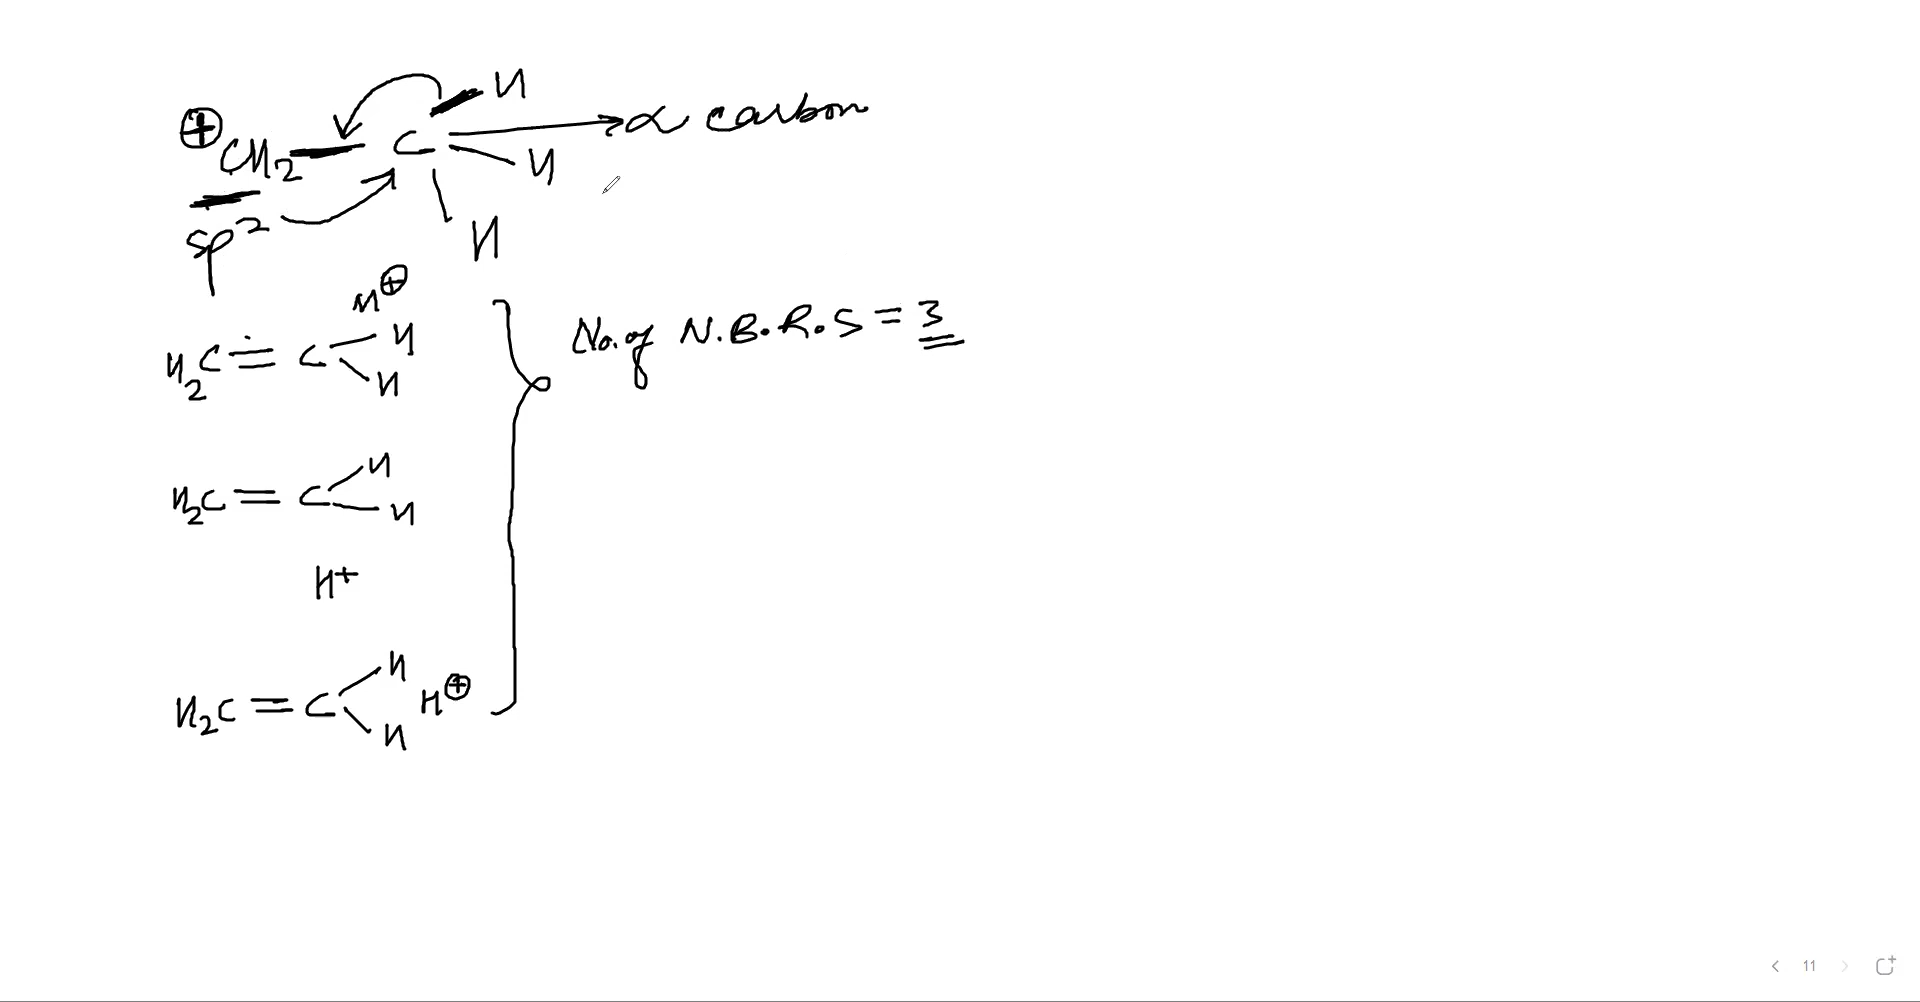 ⊕CH2 — C — H → α carbon
H
H
sp2
H⊕
H2C = C H
H
No. of N.B.R.S = 3
H2C = C H
H
H+
H2C = C H H⊕
H
11